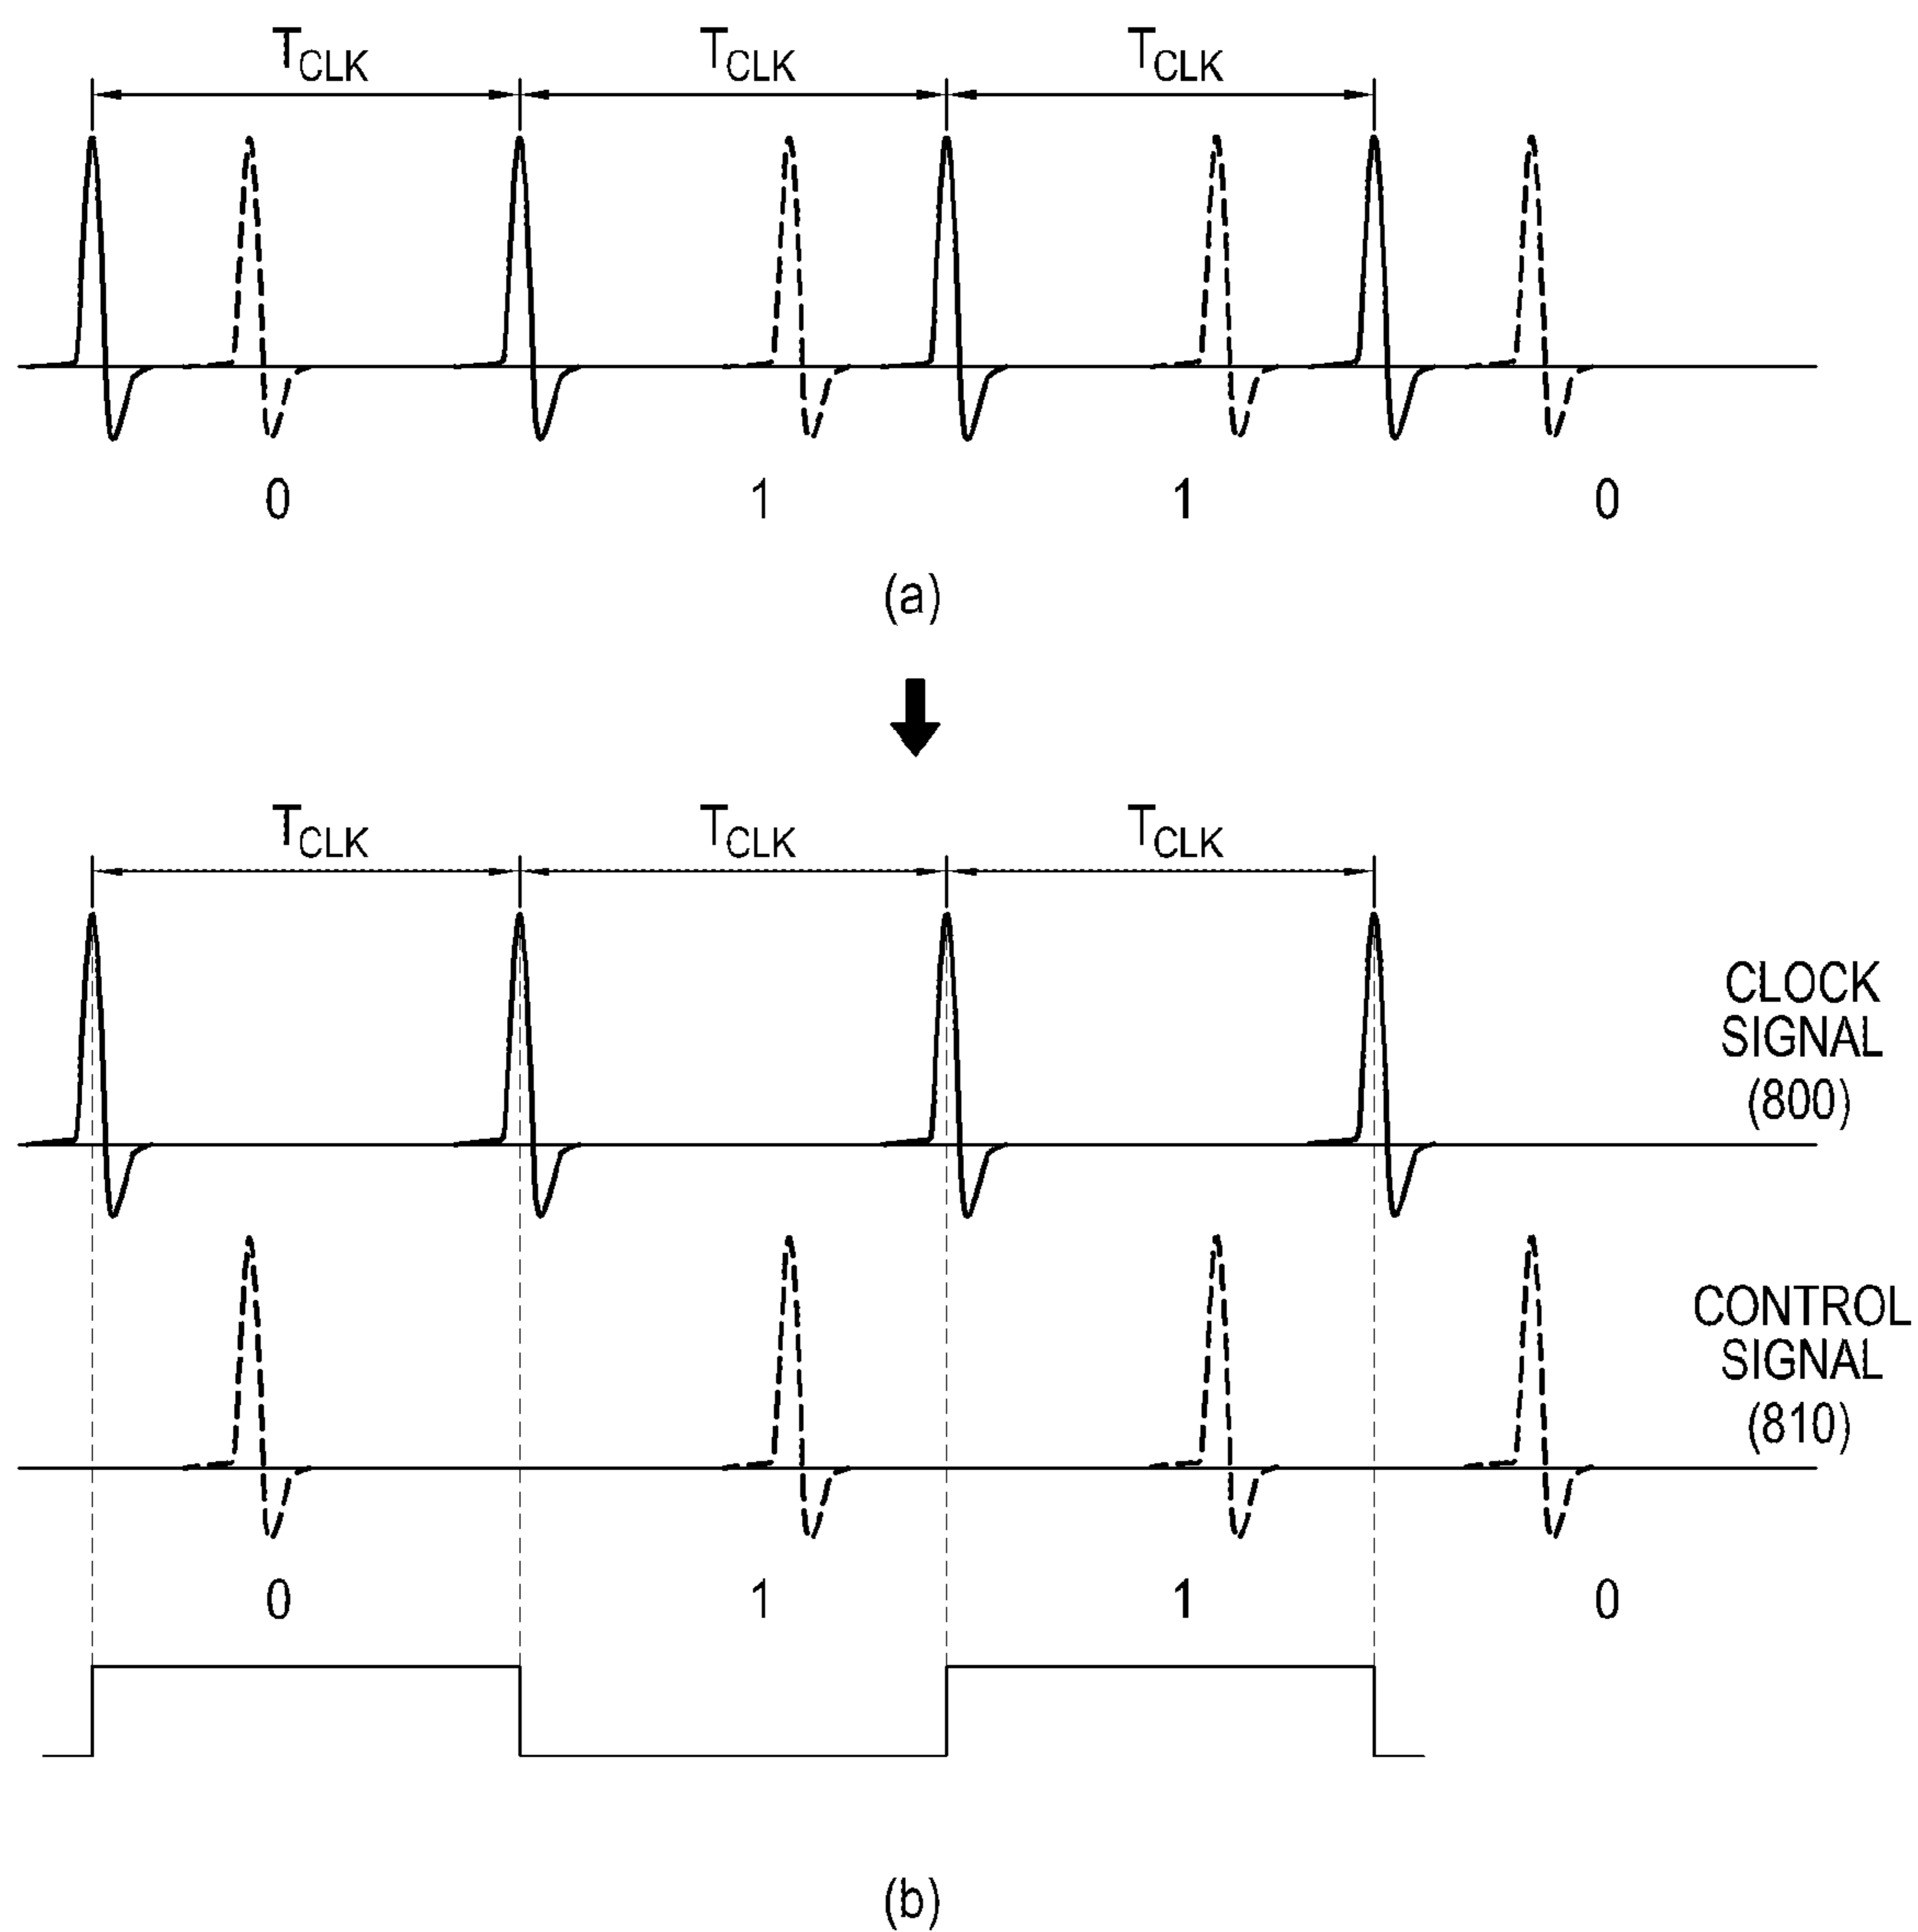 TCLK TCLK TCLK
0 1 1 0
(a)
TCLK TCLK TCLK
CLOCK
SIGNAL
(800)
CONTROL
SIGNAL
(810)
0 1 1 0
(b)